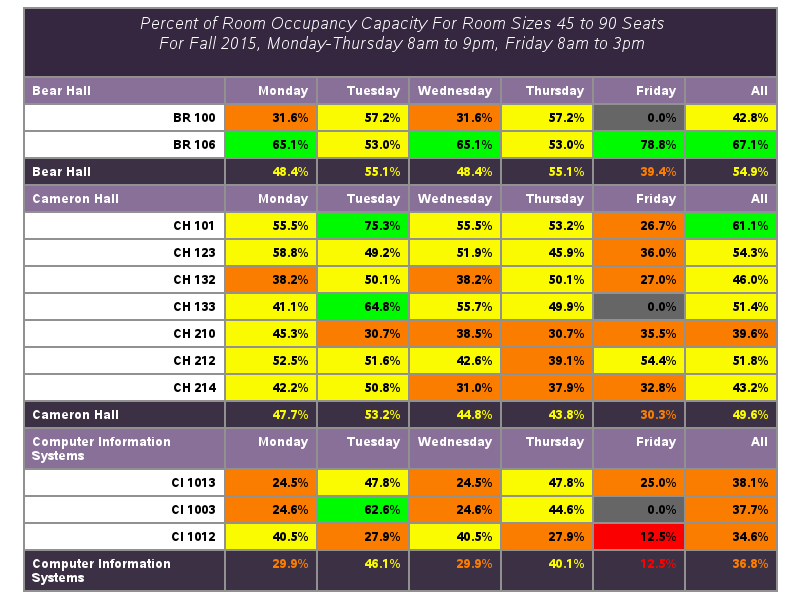 Percent of Room Occupancy Capacity For Room Sizes 45 to 90 Seats
For Fall 2015, Monday-Thursday 8am to 9pm, Friday 8am to 3pm
Bear Hall Monday Tuesday Wednesday Thursday Friday All
BR 100 31.6% 57.2% 31.6% 57.2% 0.0% 42.8%
BR 106 65.1% 53.0% 65.1% 53.0% 78.8% 67.1%
Bear Hall 48.4% 55.1% 48.4% 55.1% 39.4% 54.9%
Cameron Hall Monday Tuesday Wednesday Thursday Friday All
CH 101 55.5% 75.3% 55.5% 53.2% 26.7% 61.1%
CH 123 58.8% 49.2% 51.9% 45.9% 36.0% 54.3%
CH 132 38.2% 50.1% 38.2% 50.1% 27.0% 46.0%
CH 133 41.1% 64.8% 55.7% 49.9% 0.0% 51.4%
CH 210 45.3% 30.7% 38.5% 30.7% 35.5% 39.6%
CH 212 52.5% 51.6% 42.6% 39.1% 54.4% 51.8%
CH 214 42.2% 50.8% 31.0% 37.9% 32.8% 43.2%
Cameron Hall 47.7% 53.2% 44.8% 43.8% 30.3% 49.6%
Computer Information Monday Tuesday Wednesday Thursday Friday All
Systems
CI 1013 24.5% 47.8% 24.5% 47.8% 25.0% 38.1%
CI 1003 24.6% 62.6% 24.6% 44.6% 0.0% 37.7%
CI 1012 40.5% 27.9% 40.5% 27.9% 12.5% 34.6%
Computer Information 29.9% 46.1% 29.9% 40.1% 12.5% 36.8%
Systems